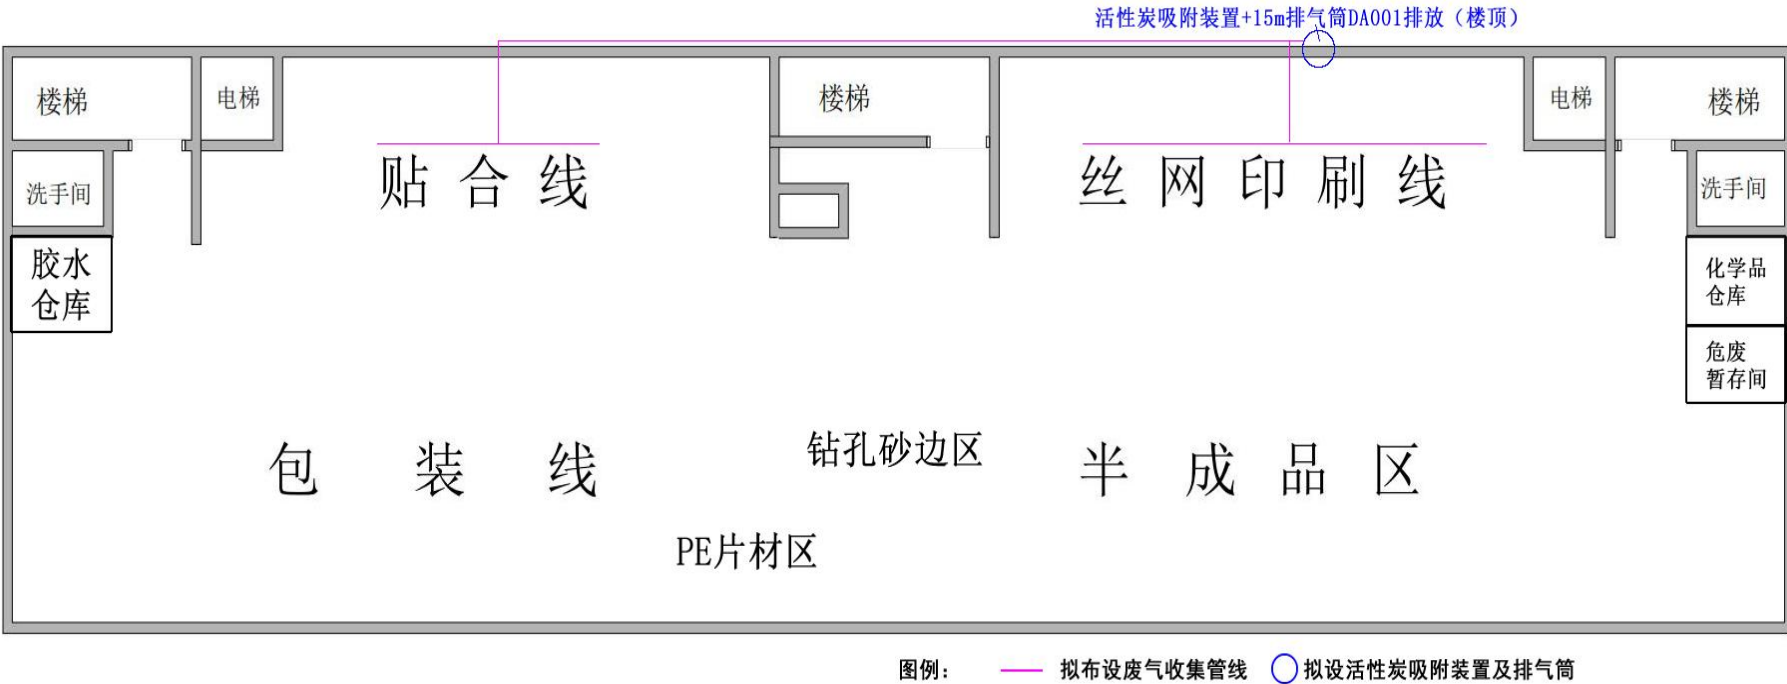 活性炭吸附装置+15m排气筒DA001排放（楼顶）
楼梯
电梯
楼梯
电梯
楼梯
贴合线
丝网印刷线
洗手间
洗手间
胶水
仓库
化学品
仓库
危废
暂存间
包装线
钻孔砂边区
半成品区
PE片材区
图例：
拟布设废气收集管线
拟设活性炭吸附装置及排气筒